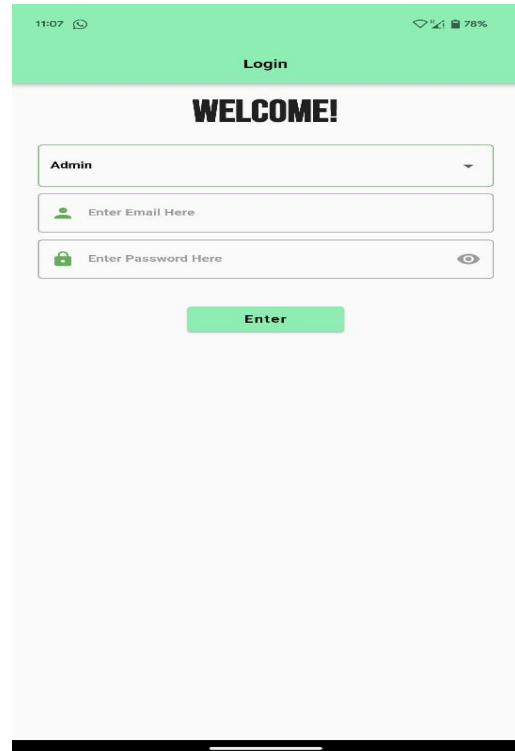 11:07 78%
Login
WELCOME!
Admin
Enter Email Here
Enter Password Here
Enter